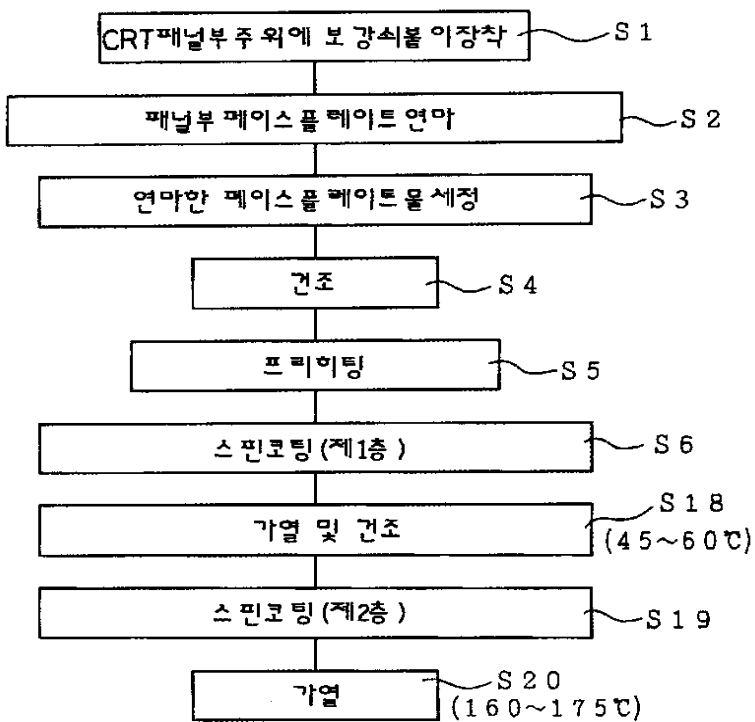 CRT패널부주위에 보강쇠붙이장착 S1
패널부페이스플레이트연마 S2
연마한 페이스플레이트물세정 S3
건조 S4
프리히팅 S5
스핀코팅(제1층) S6
가열 및 건조 S18
(45~60℃)
스핀코팅(제2층) S19
가열 S20
(160~175℃)